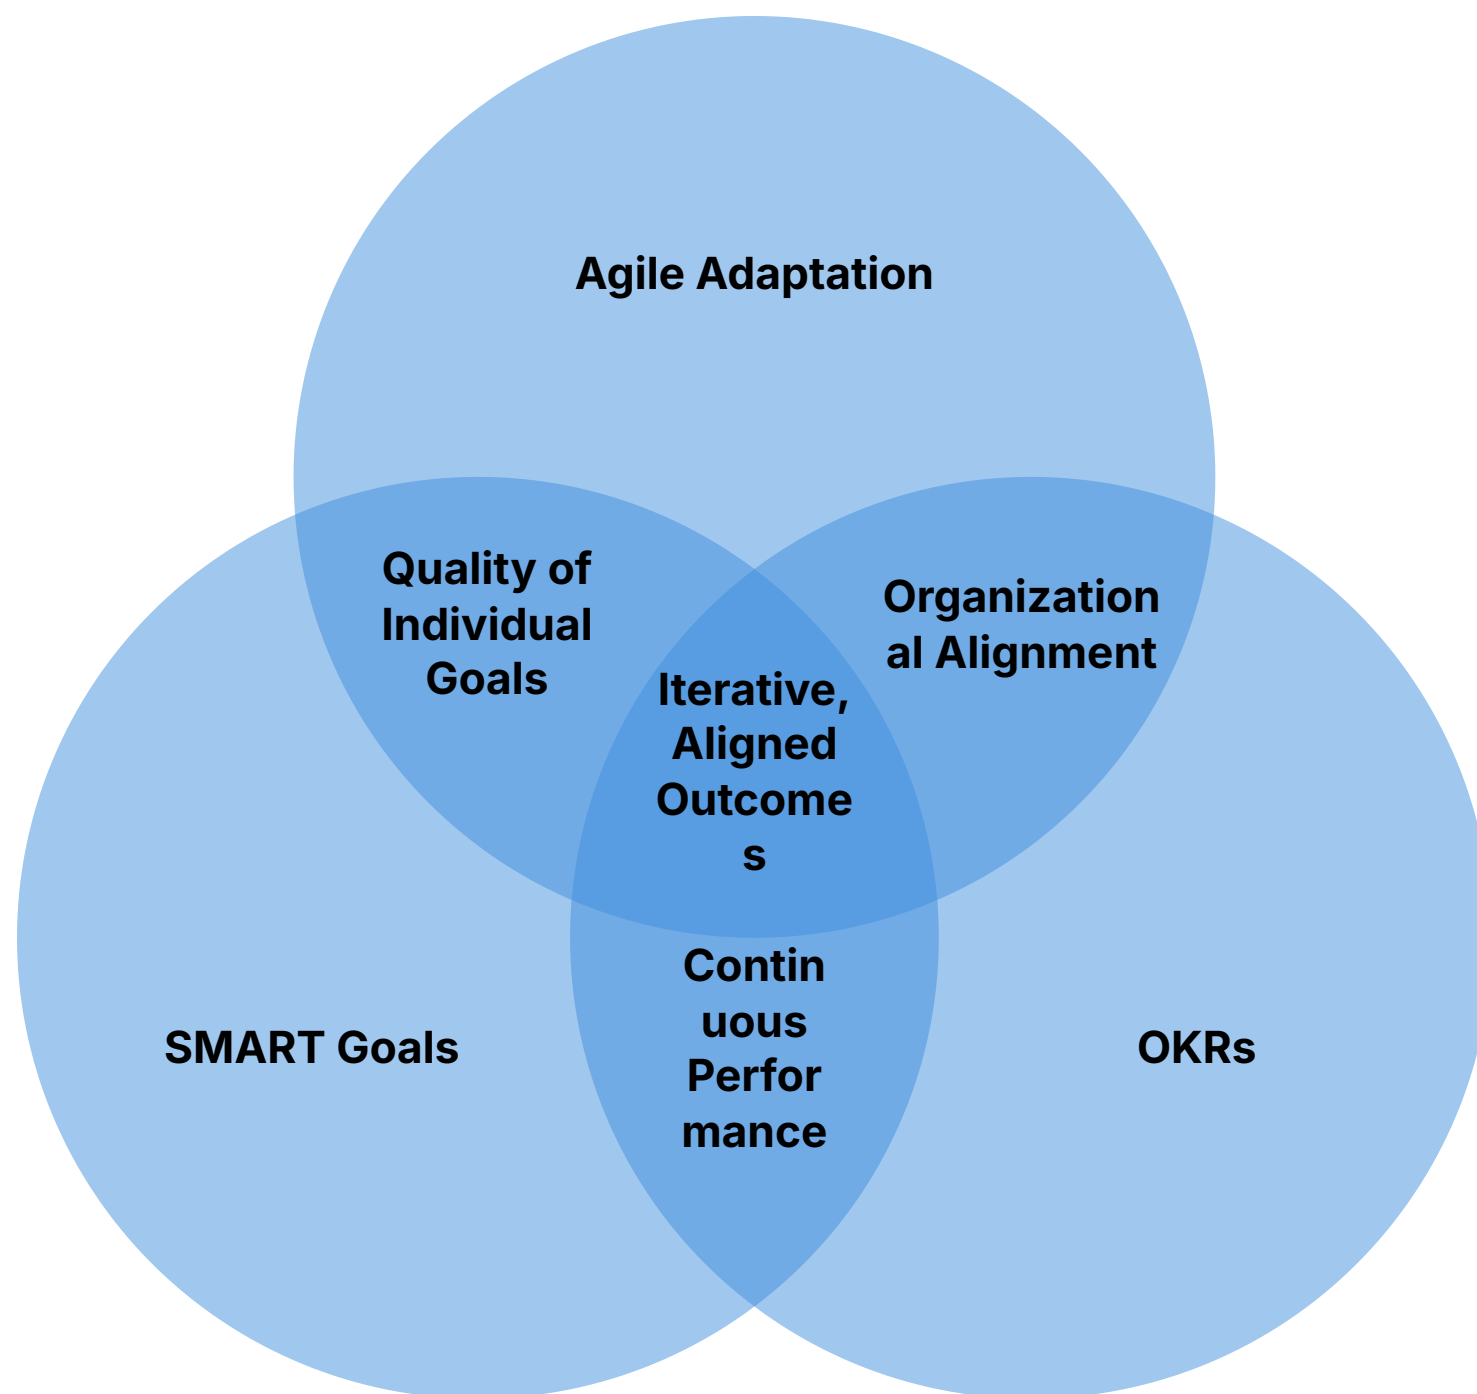 Agile Adaptation
Quality of
Individual
Goals
Organization
al Alignment
Iterative,
Aligned
Outcome
s
Contin
uous
Perfor
mance
SMART Goals
OKRs